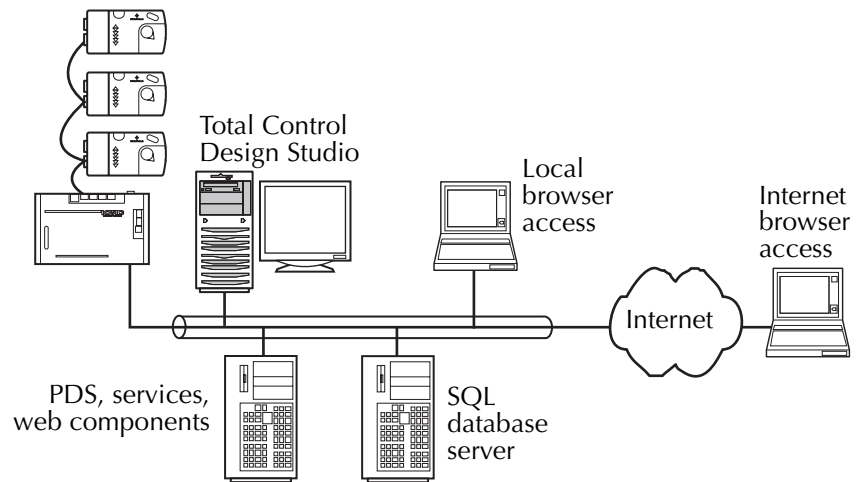 Total Control
Design Studio
Local
browser
access
Internet
browser
access
Internet
PDS, services,
web components
SQL
database
server